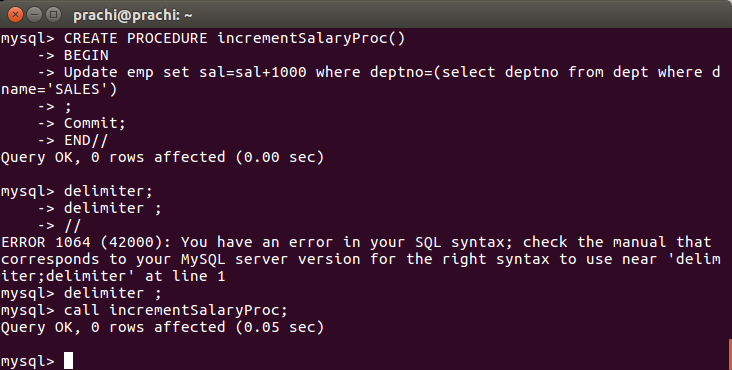 prachi@prachi: ~
mysql> CREATE PROCEDURE incrementSalaryProc()
    -> BEGIN
    -> Update emp set sal=sal+1000 where deptno=(select deptno from dept where d
name='SALES')
    -> ;
    -> Commit;
    -> END//
Query OK, 0 rows affected (0.00 sec)
mysql> delimiter;
    -> delimiter ;
    -> //
ERROR 1064 (42000): You have an error in your SQL syntax; check the manual that
corresponds to your MySQL server version for the right syntax to use near 'delim
iter;delimiter' at line 1
mysql> delimiter ;
mysql> call incrementSalaryProc;
Query OK, 0 rows affected (0.05 sec)
mysql>